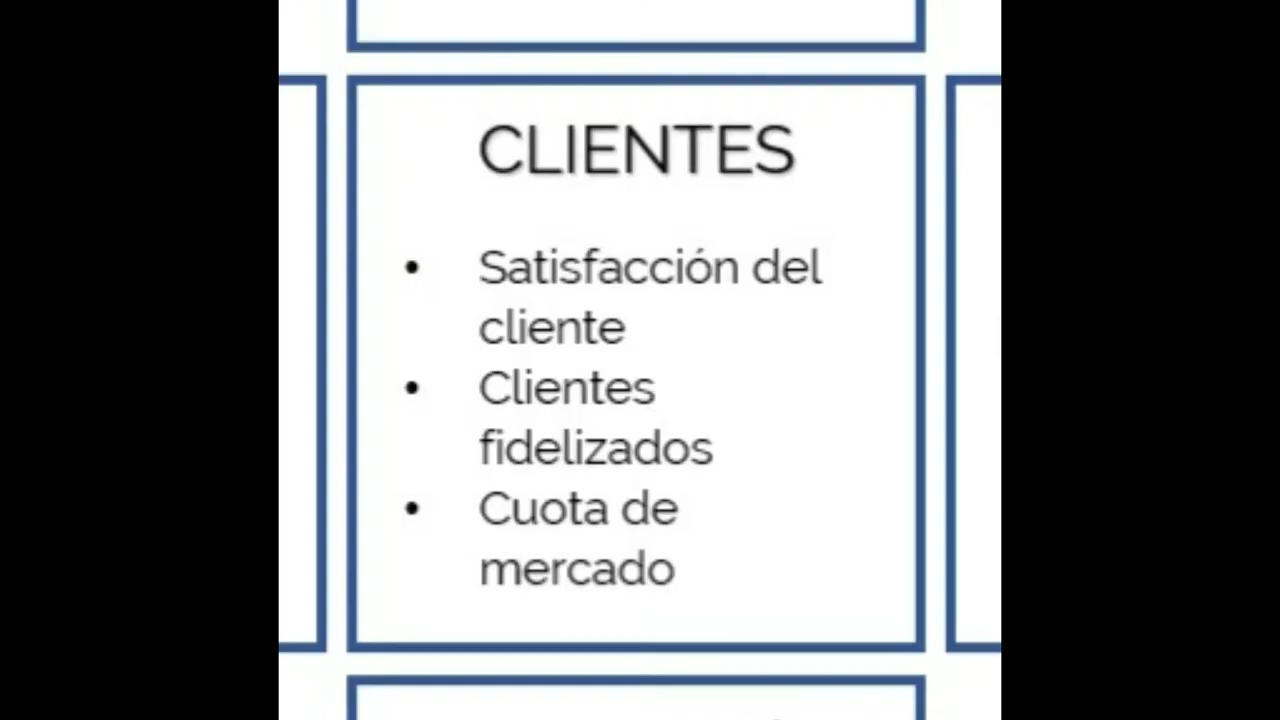 CLIENTES
• Satisfacción del
cliente
• Clientes
fidelizados
• Cuota de
mercado